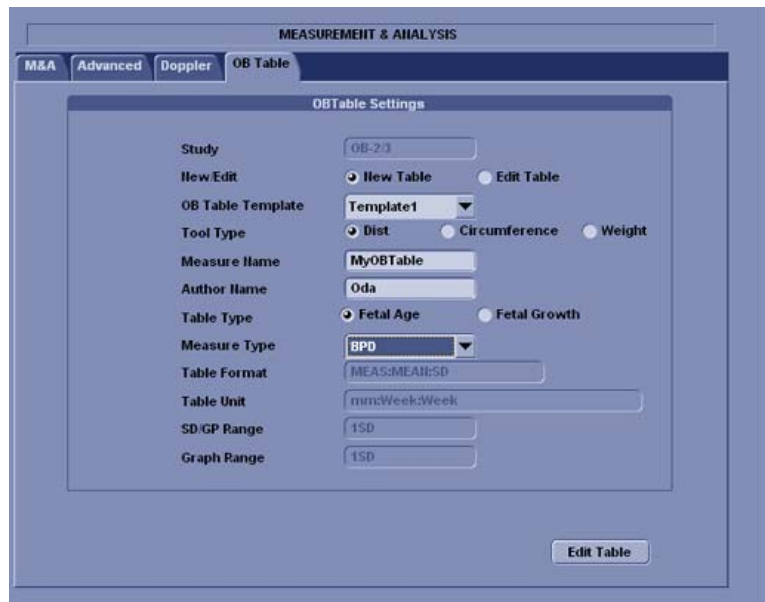 MEASUREMENT & ANALYSIS
M&A Advanced Doppler OB Table
OBTable Settings
Study OB-2/3
New/Edit New Table Edit Table
OB Table Template Template1
Tool Type Dist Circumference Weight
Measure Name MyOBTable
Author Name Oda
Table Type Fetal Age Fetal Growth
Measure Type BPD
Table Format MEAS:MEAN:SD
Table Unit mm:Week:Week
SD/GP Range 1SD
Graph Range 1SD
Edit Table